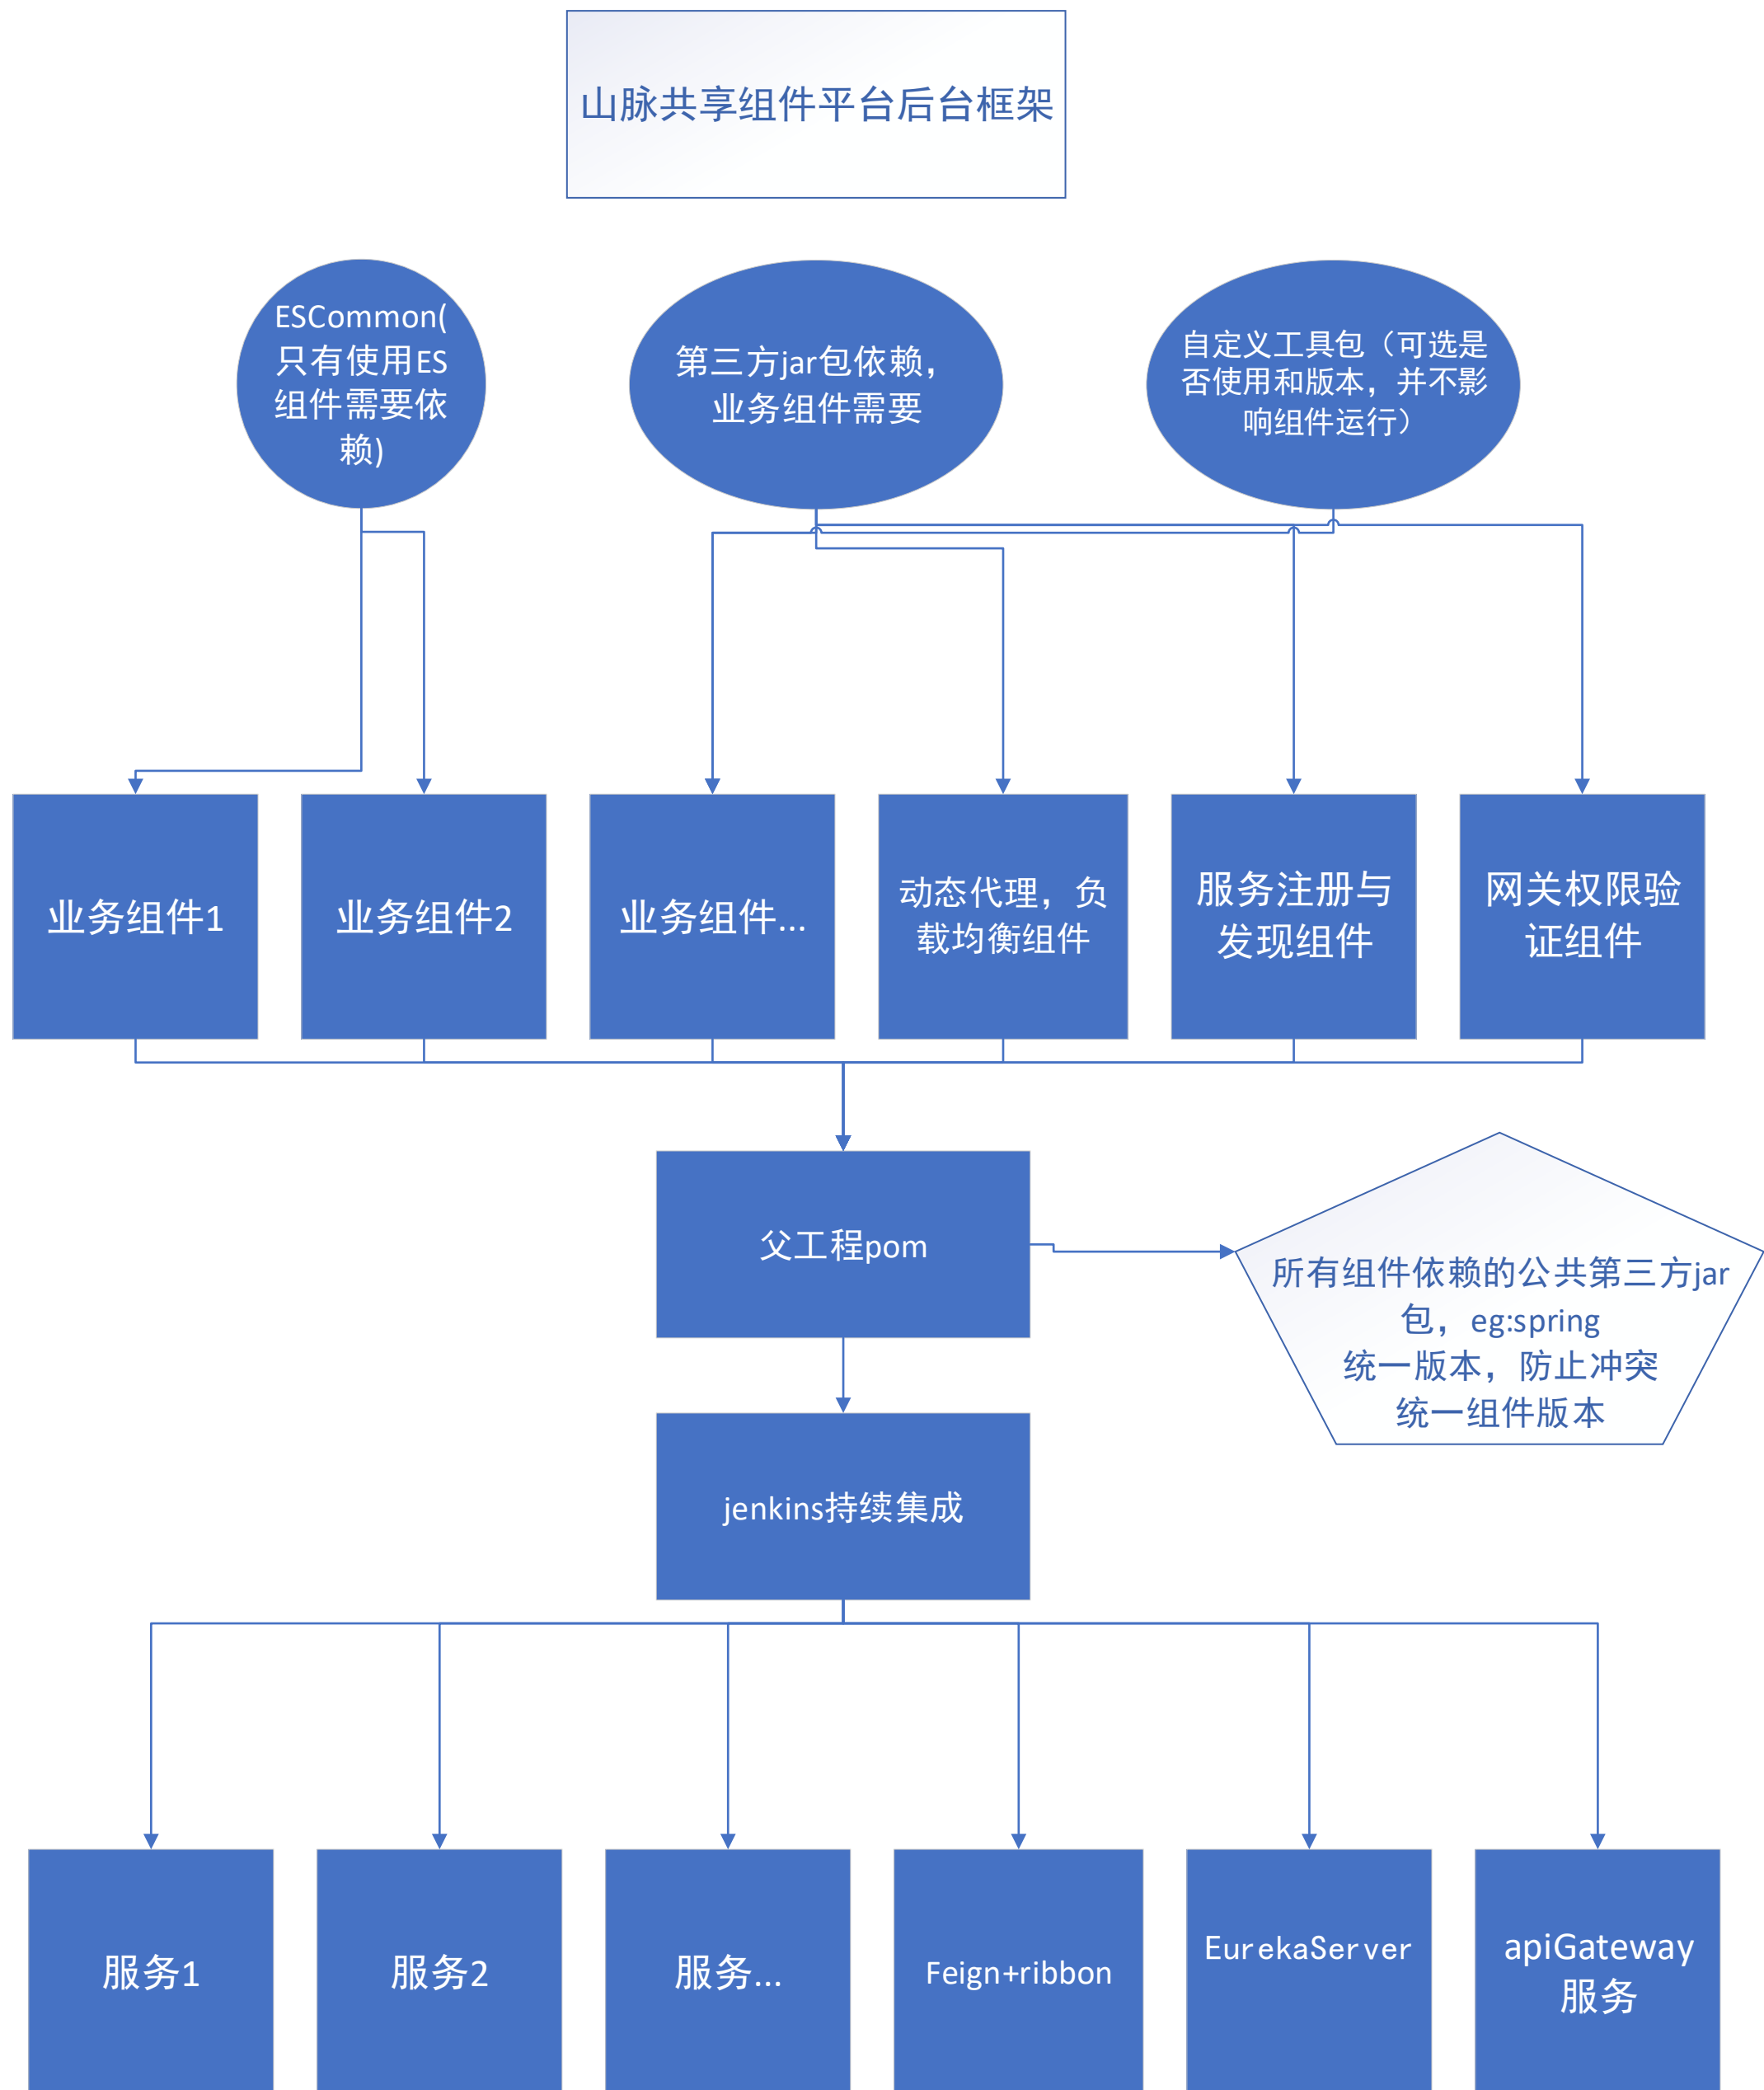 山脉共享组件平台后台框架
ESCommon(
只有使用ES
组件需要依
赖)
第三方jar包依赖，
业务组件需要
自定义工具包（可选是
否使用和版本，并不影
响组件运行）
业务组件1
业务组件2
业务组件...
动态代理，负
载均衡组件
服务注册与
发现组件
网关权限验
证组件
父工程pom
所有组件依赖的公共第三方jar
包，eg:spring
统一版本，防止冲突
统一组件版本
jenkins持续集成
服务1
服务2
服务...
Feign+ribbon
EurekaServer
apiGateway
服务